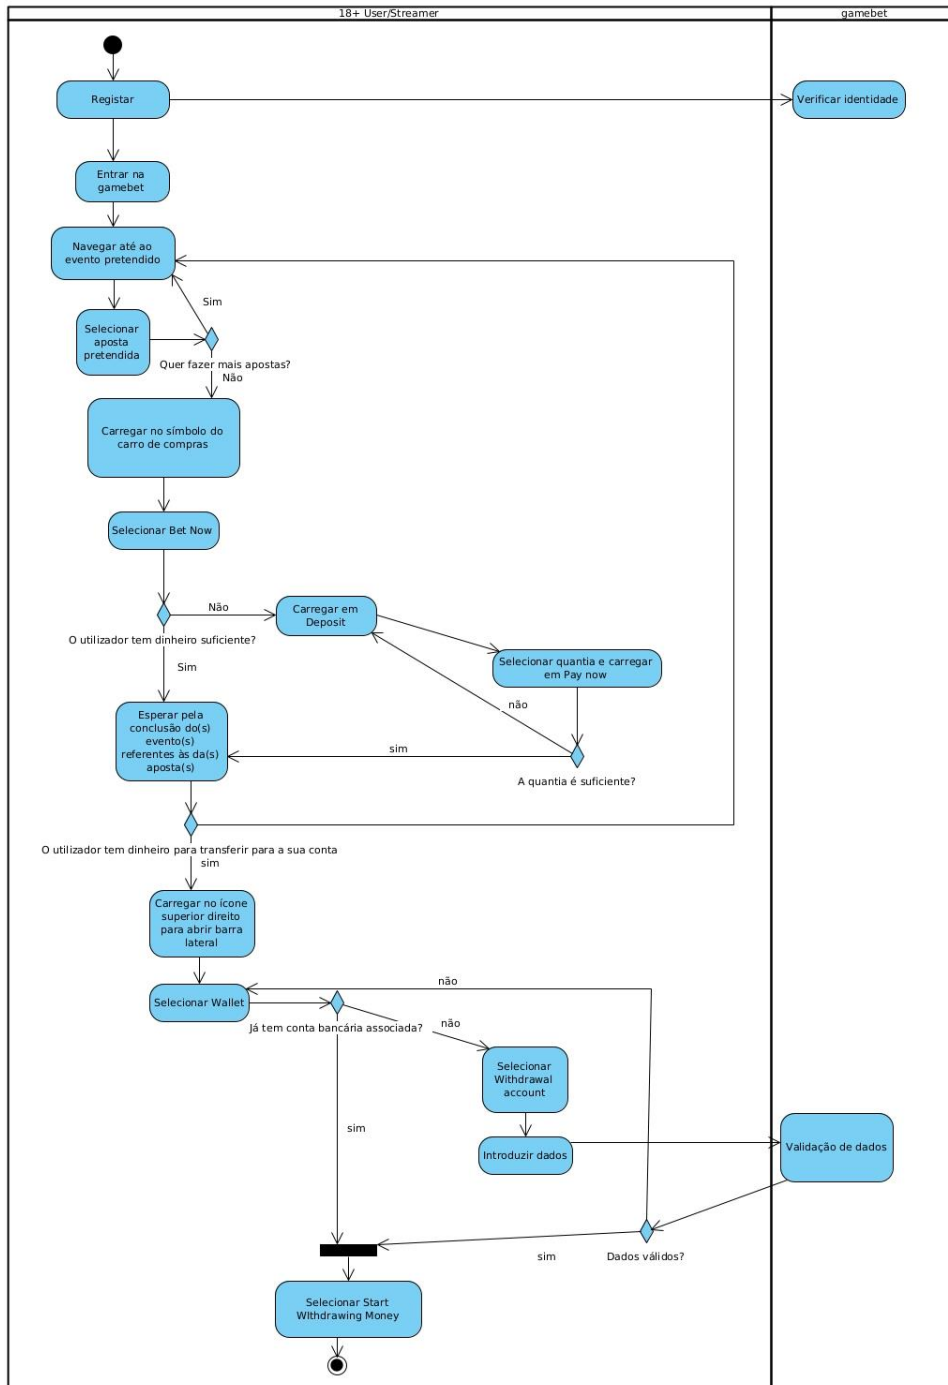 18+ User/Streamer
gamebet
Registar
Verificar identidade
Entrar na
gamebet
Navegar até ao
evento pretendido
Sim
Selecionar
aposta
pretendida
Quer fazer mais apostas?
Não
Carregar no símbolo do
carro de compras
Selecionar Bet Now
Não
Carregar em
Deposit
O utilizador tem dinheiro suficiente?
Selecionar quantia e carregar
em Pay now
Sim
não
Esperar pela
conclusão do(s)
evento(s)
referentes às da(s)
aposta(s)
sim
A quantia é suficiente?
O utilizador tem dinheiro para transferir para a sua conta
sim
Carregar no ícone
superior direito
para abrir barra
lateral
não
Selecionar Wallet
Já tem conta bancária associada?
não
Selecionar
Withdrawal
account
sim
Introduzir dados
Validação de dados
sim
Dados válidos?
Selecionar Start
WIthdrawing Money